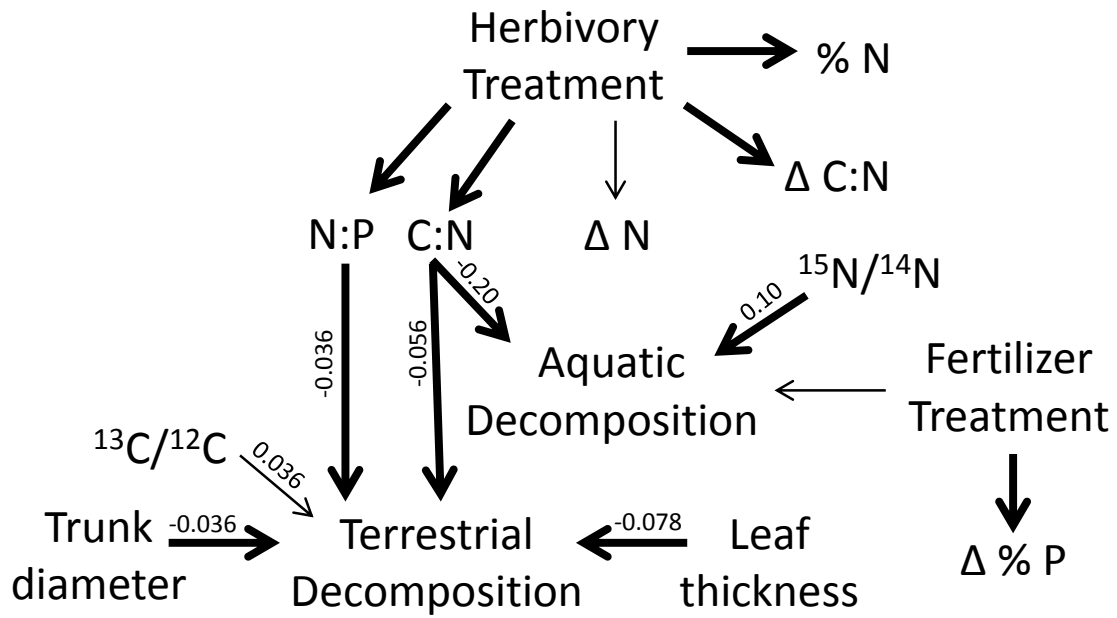 Herbivory
Treatment
% N
Δ C:N
N:P
C:N
Δ N
-0.20
¹⁵N/¹⁴N
0.10
-0.036
-0.056
Aquatic
Decomposition
Fertilizer
Treatment
¹³C/¹²C
0.036
Trunk
diameter
-0.036
Terrestrial
Decomposition
-0.078
Leaf
thickness
Δ % P